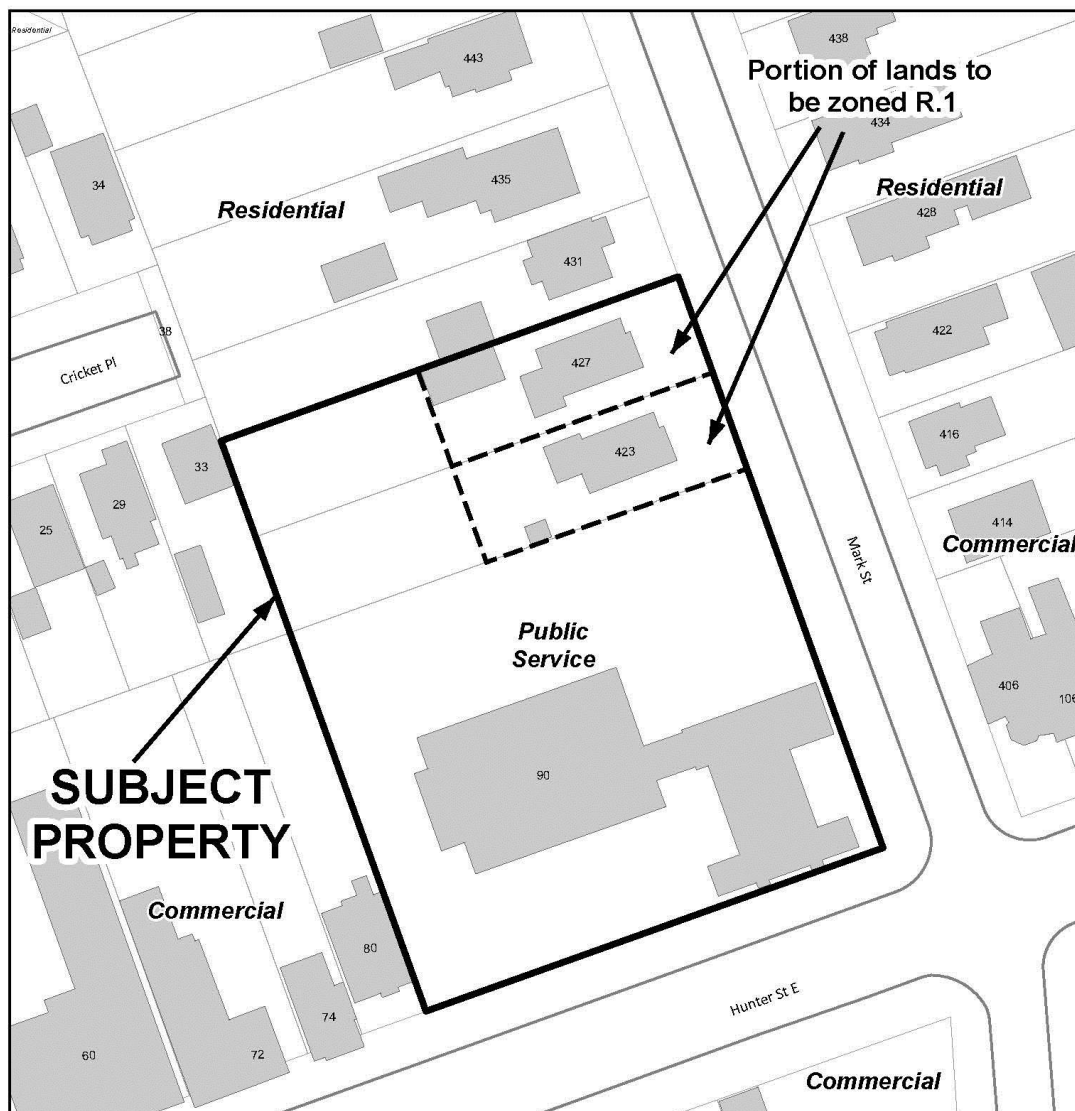 Residential
443
438
Portion of lands to
be zoned R.1
434
34
435
Residential
Residential
428
431
38
422
Cricket Pl
427
416
423
33
29
25
414
Commercial
Mark St
Public
Service
406
106
90
SUBJECT
PROPERTY
Commercial
80
Hunter St E
74
60
72
Commercial